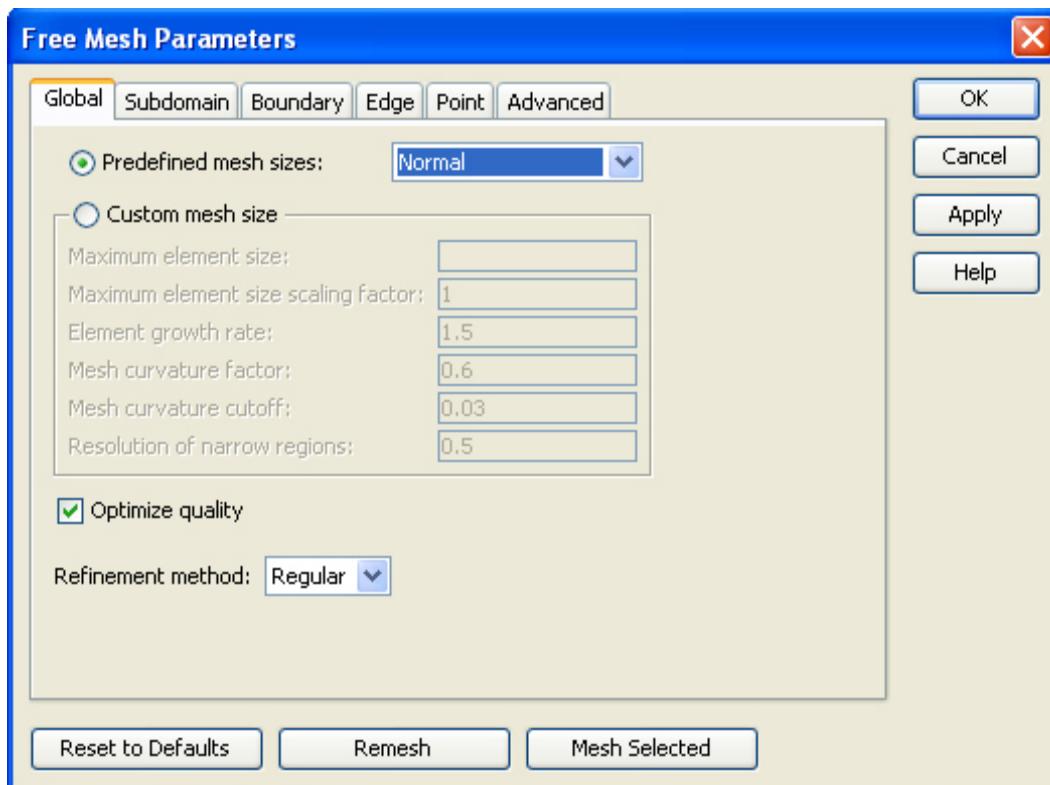 Free Mesh Parameters
Global Subdomain Boundary Edge Point Advanced
OK
Cancel
Apply
Help
Predefined mesh sizes: Normal
Custom mesh size
Maximum element size:
Maximum element size scaling factor: 1
Element growth rate: 1.5
Mesh curvature factor: 0.6
Mesh curvature cutoff: 0.03
Resolution of narrow regions: 0.5
Optimize quality
Refinement method: Regular
Reset to Defaults Remesh Mesh Selected